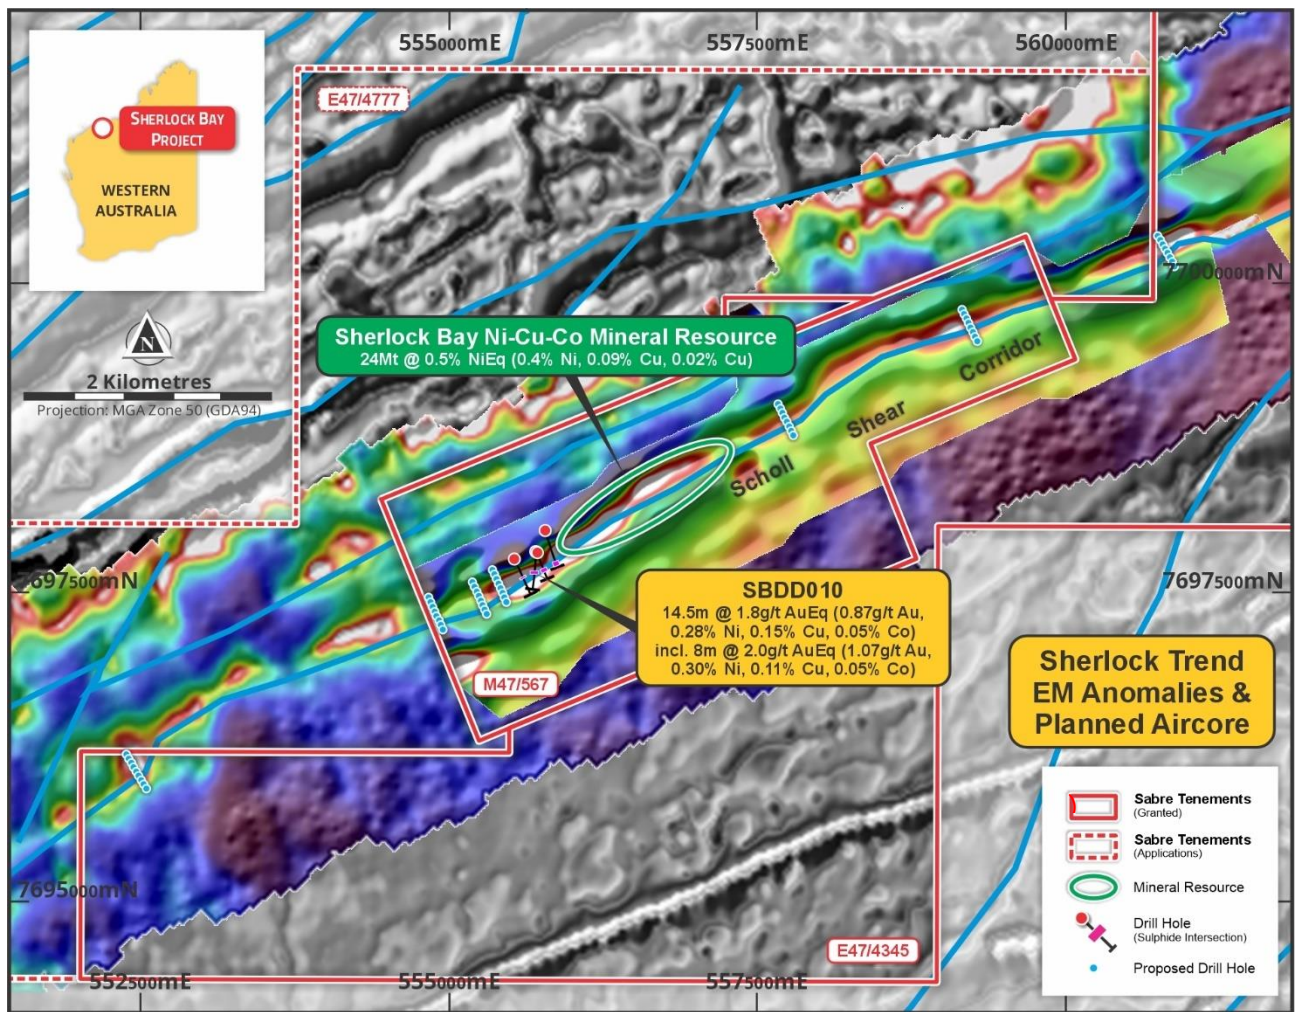 555000mE
557500mE
560000mE
E47/4777
SHERLOCK BAY
PROJECT
WESTERN
AUSTRALIA
7700000mN
Sherlock Bay Ni-Cu-Co Mineral Resource
24Mt @ 0.5% NiEq (0.4% Ni, 0.09% Cu, 0.02% Cu)
N
2 Kilometres
Projection: MGA Zone 50 (GDA94)
Scholl Shear Corridor
7697500mN
7697500mN
SBDD010
14.5m @ 1.8g/t AuEq (0.87g/t Au,
0.28% Ni, 0.15% Cu, 0.05% Co)
incl. 8m @ 2.0g/t AuEq (1.07g/t Au,
0.30% Ni, 0.11% Cu, 0.05% Co)
M47/567
Sherlock Trend
EM Anomalies &
Planned Aircore
Sabre Tenements
(Granted)
Sabre Tenements
(Applications)
Mineral Resource
Drill Hole
(Sulphide Intersection)
Proposed Drill Hole
7695000mN
E47/4345
552500mE
555000mE
557500mE